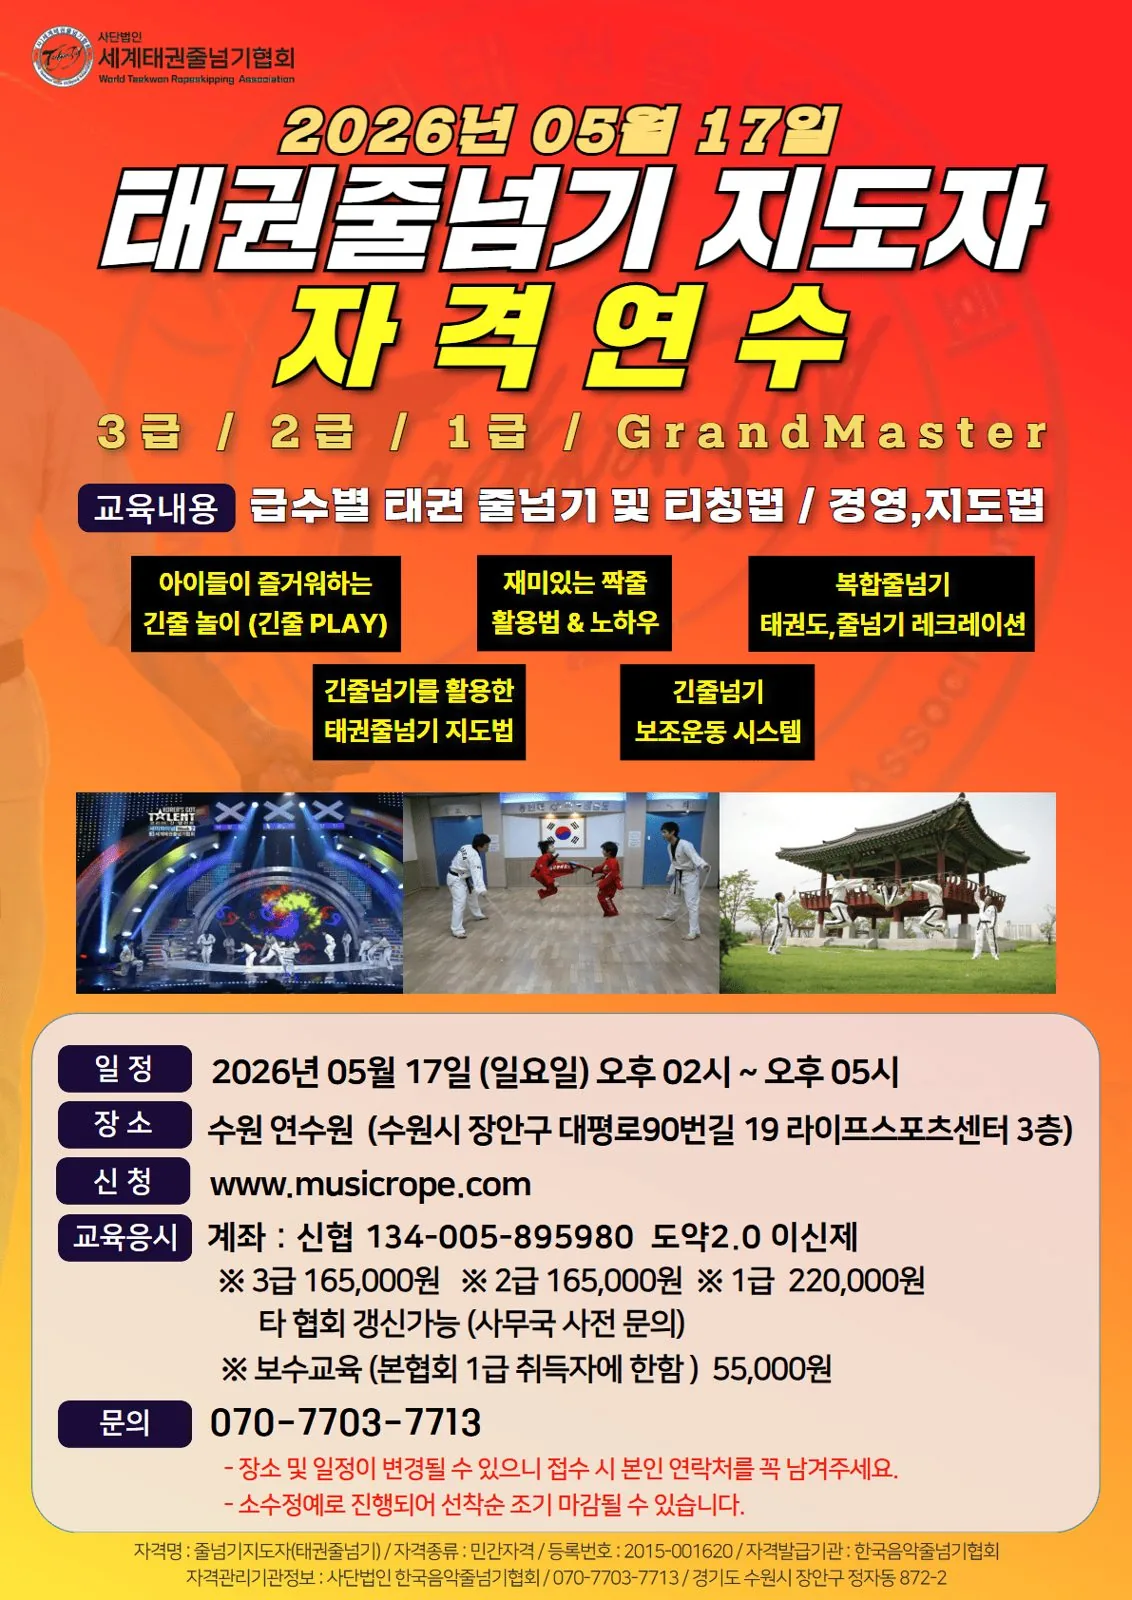 사단법인
세계태권줄넘기협회
World Taekwon Ropeskipping Association
2026년 05월 17일
태권줄넘기 지도자
자격연수
3급 / 2급 / 1급 / GrandMaster
교육내용 급수별 태권 줄넘기 및 티칭법 / 경영,지도법
아이들이 즐거워하는
긴줄 놀이 (긴줄 PLAY)
재미있는 짝줄
활용법 & 노하우
복합줄넘기
태권도,줄넘기 레크레이션
긴줄넘기를 활용한
태권줄넘기 지도법
긴줄넘기
보조운동 시스템
KOREA'S GOT
TALENT
일 정 2026년 05월 17일 (일요일) 오후 02시 ~ 오후 05시
장 소 수원 연수원 (수원시 장안구 대평로90번길 19 라이프스포츠센터 3층)
신 청 www.musicrope.com
교육응시 계좌 : 신협 134-005-895980 도약2.0 이신제
※ 3급 165,000원 ※ 2급 165,000원 ※ 1급 220,000원
타 협회 갱신가능 (사무국 사전 문의)
※ 보수교육 (본협회 1급 취득자에 한함 ) 55,000원
문의 070-7703-7713
- 장소 및 일정이 변경될 수 있으니 접수 시 본인 연락처를 꼭 남겨주세요.
- 소수정예로 진행되어 선착순 조기 마감될 수 있습니다.
자격명 : 줄넘기지도자(태권줄넘기) / 자격종류 : 민간자격 / 등록번호 : 2015-001620 / 자격발급기관 : 한국음악줄넘기협회
자격관리기관정보 : 사단법인 한국음악줄넘기협회 / 070-7703-7713 / 경기도 수원시 장안구 정자동 872-2